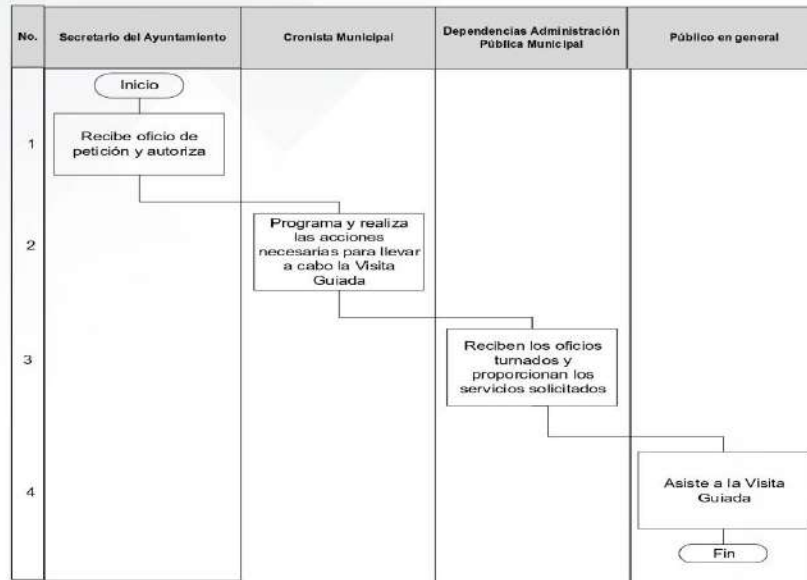 No.
Secretario del Ayuntamiento
Cronista Municipal
Dependencias Administración
Pública Municipal
Público en general
Inicio
1
Recibe oficio de
petición y autoriza
2
Programa y realiza
las acciones
necesarias para llevar
a cabo la Visita
Guiada
3
Reciben los oficios
turnados y
proporcionan los
servicios solicitados
4
Asiste a la Visita
Guiada
Fin